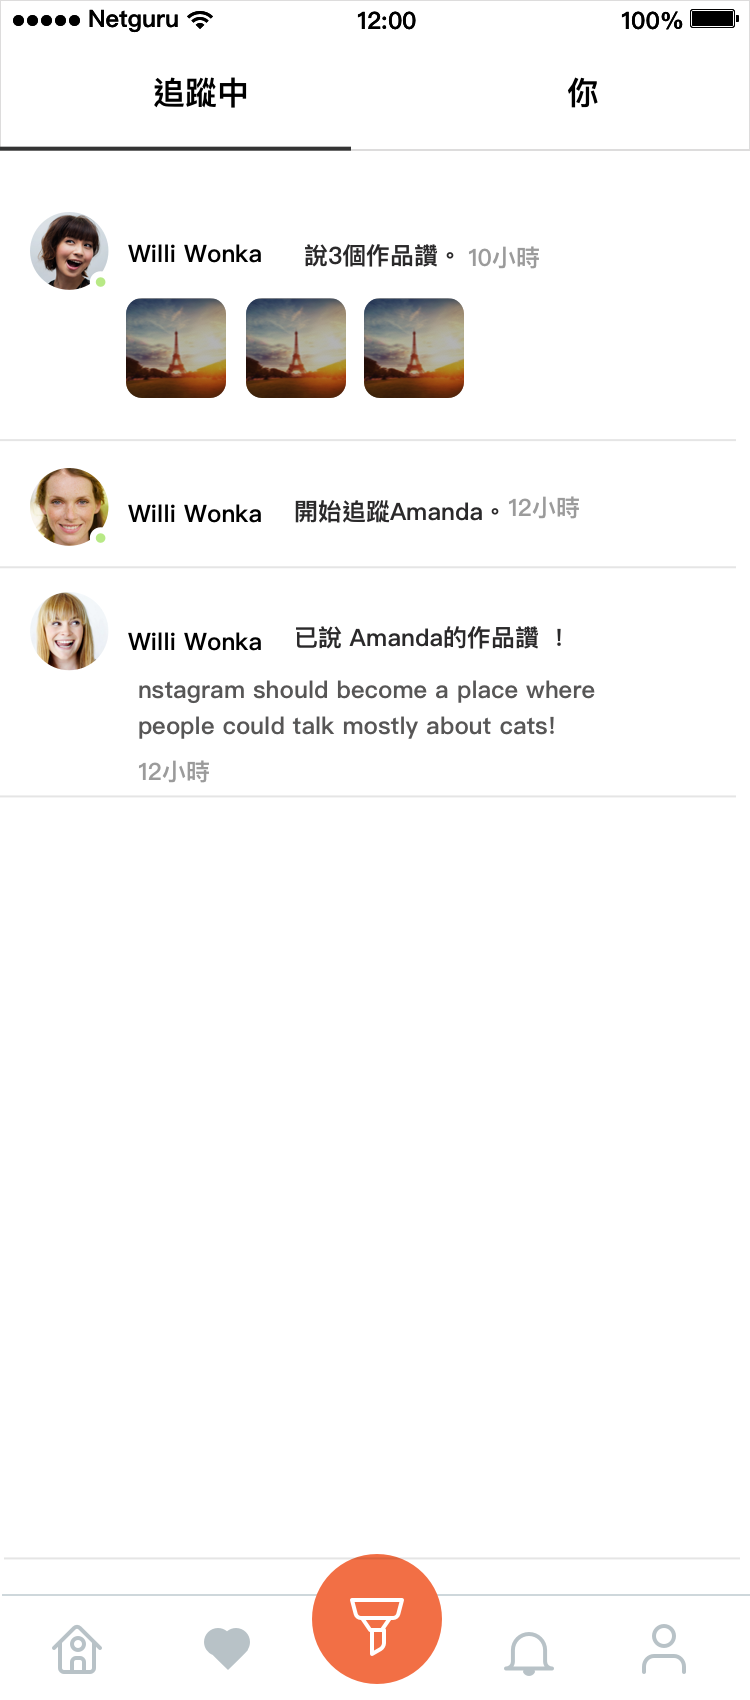 Netguru 12:00 100%
追蹤中 你
Willi Wonka 說3個作品讚。 10小時
Willi Wonka 開始追蹤Amanda。 12小時
Willi Wonka 已說 Amanda的作品讚 ！
nstagram should become a place where
people could talk mostly about cats!
12小時